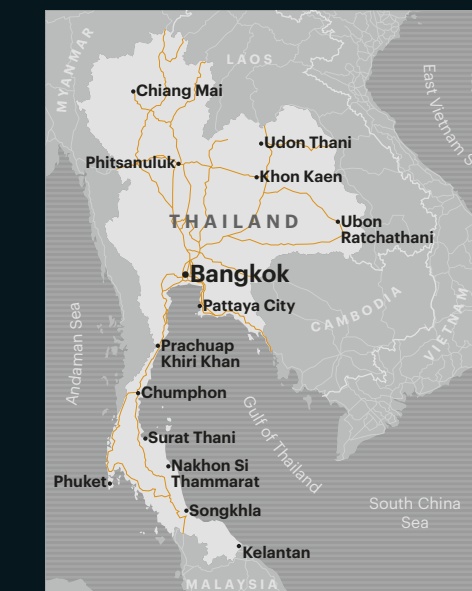 MYANMAR
LAOS
East Vietnam S
Chiang Mai
Udon Thani
Phitsanuluk
Khon Kaen
THAILAND
Ubon
Ratchathani
Bangkok
Pattaya City
CAMBODIA
VIETNAM
Andaman Sea
Prachuap
Khiri Khan
Chumphon
Gulf of Thailand
Surat Thani
Nakhon Si
Thammarat
Phuket
Songkhla
South China
Sea
Kelantan
MALAYSIA